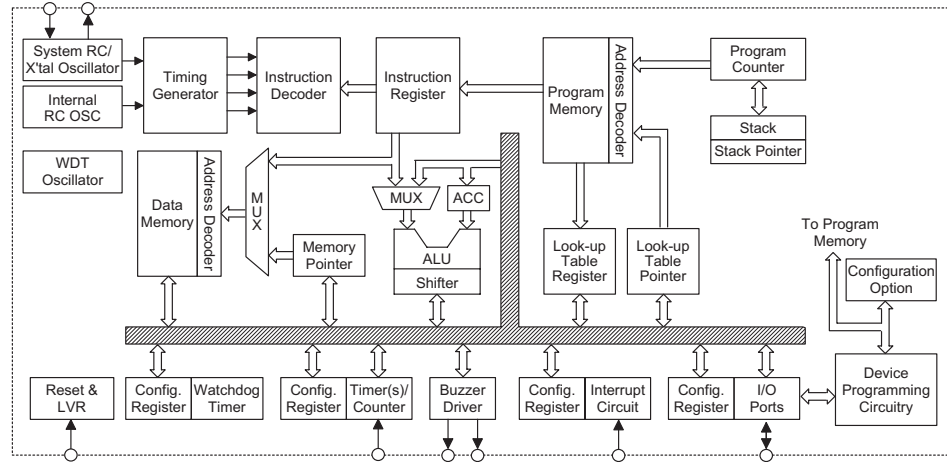 System RC/
X'tal Oscillator
Internal
RC OSC
Timing
Generator
Instruction
Decoder
Instruction
Register
Program
Memory
Address Decoder
Program
Counter
Stack
Stack Pointer
WDT
Oscillator
Data
Memory
Address Decoder
MUX
Memory
Pointer
MUX
ACC
ALU
Shifter
Look-up
Table
Register
Look-up
Table
Pointer
To Program
Memory
Configuration
Option
Reset &
LVR
Config.
Register
Watchdog
Timer
Config.
Register
Timer(s)/
Counter
Buzzer
Driver
Config.
Register
Interrupt
Circuit
Config.
Register
I/O
Ports
Device
Programming
Circuitry